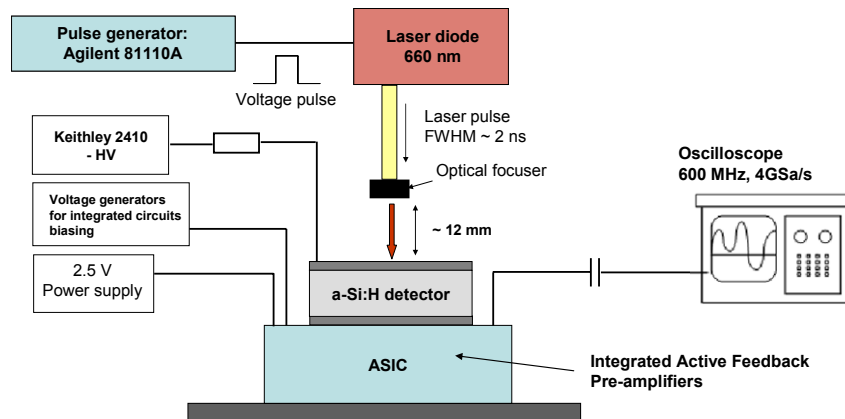 Pulse generator:
Agilent 81110A
Laser diode
660 nm
Voltage pulse
Laser pulse
FWHM ~ 2 ns
Keithley 2410
- HV
Optical focuser
Oscilloscope
600 MHz, 4GSa/s
Voltage generators
for integrated circuits
biasing
~ 12 mm
2.5 V
Power supply
a-Si:H detector
ASIC
Integrated Active Feedback
Pre-amplifiers